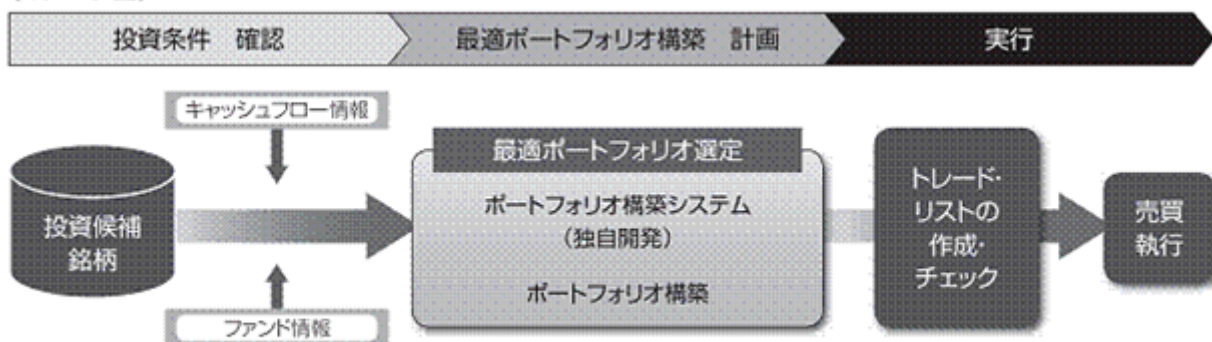 投資条件 確認
最適ポートフォリオ構築 計画
実行
キャッシュフロー情報
投資候補
銘柄
ファンド情報
最適ポートフォリオ選定
ポートフォリオ構築システム
(独自開発)
ポートフォリオ構築
トレード・
リストの
作成・
チェック
売買
執行